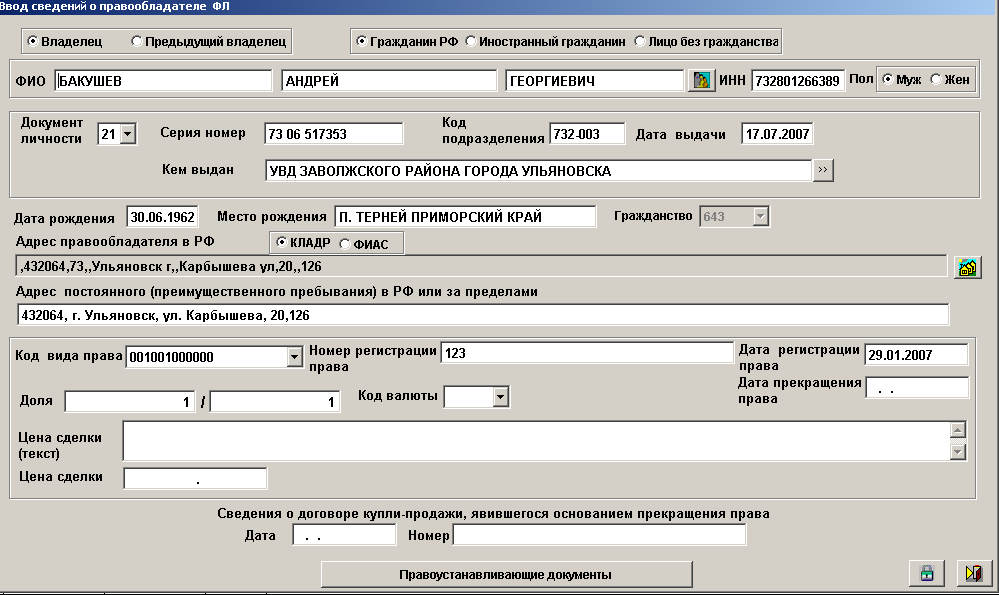 Ввод сведений о правообладателе ФЛ
Владелец Предыдущий владелец Гражданин РФ Иностранный гражданин Лицо без гражданства
ФИО БАКУШЕВ АНДРЕЙ ГЕОРГИЕВИЧ ИНН 732801266389 Пол Муж Жен
Документ личности 21 Серия номер 73 06 517353 Код подразделения 732-003 Дата выдачи 17.07.2007
Кем выдан УВД ЗАВОЛЖСКОГО РАЙОНА ГОРОДА УЛЬЯНОВСКА >>
Дата рождения 30.06.1962 Место рождения П. ТЕРНЕЙ ПРИМОРСКИЙ КРАЙ Гражданство 643
Адрес правообладателя в РФ КЛАДР ФИАС
,432064,73,,Ульяновск г,,Карбышева ул,20,,126
Адрес постоянного (преимущественного пребывания) в РФ или за пределами
432064, г. Ульяновск, ул. Карбышева, 20,126
Код вида права 001001000000 Номер регистрации права 123 Дата регистрации права 29.01.2007
Дата прекращения права . .
Доля 1 / 1 Код валюты
Цена сделки (текст)
Цена сделки .
Сведения о договоре купли-продажи, явившегося основанием прекращения права
Дата . . Номер
Правоустанавливающие документы